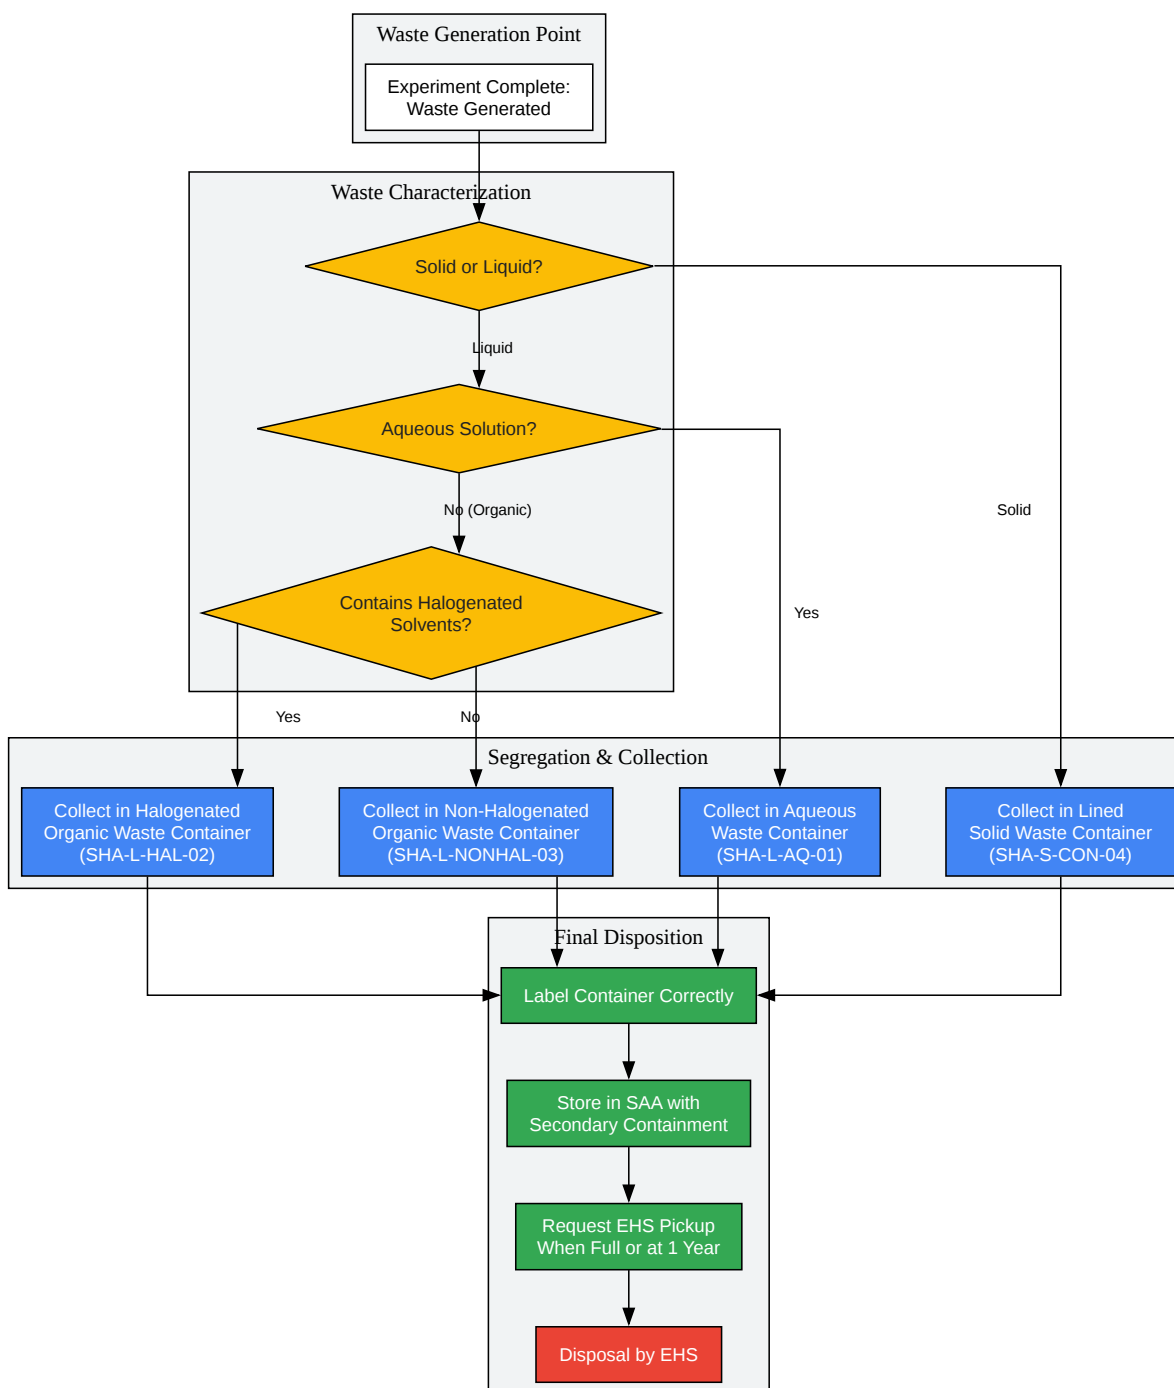 Waste Generation Point
Experiment Complete:
Waste Generated
Waste Characterization
Solid or Liquid?
Liquid
Aqueous Solution?
No (Organic)
Solid
Contains Halogenated
Solvents?
Yes
Yes
No
Segregation & Collection
Collect in Halogenated
Organic Waste Container
(SHA-L-HAL-02)
Collect in Non-Halogenated
Organic Waste Container
(SHA-L-NONHAL-03)
Collect in Aqueous
Waste Container
(SHA-L-AQ-01)
Collect in Lined
Solid Waste Container
(SHA-S-CON-04)
Final Disposition
Label Container Correctly
Store in SAA with
Secondary Containment
Request EHS Pickup
When Full or at 1 Year
Disposal by EHS